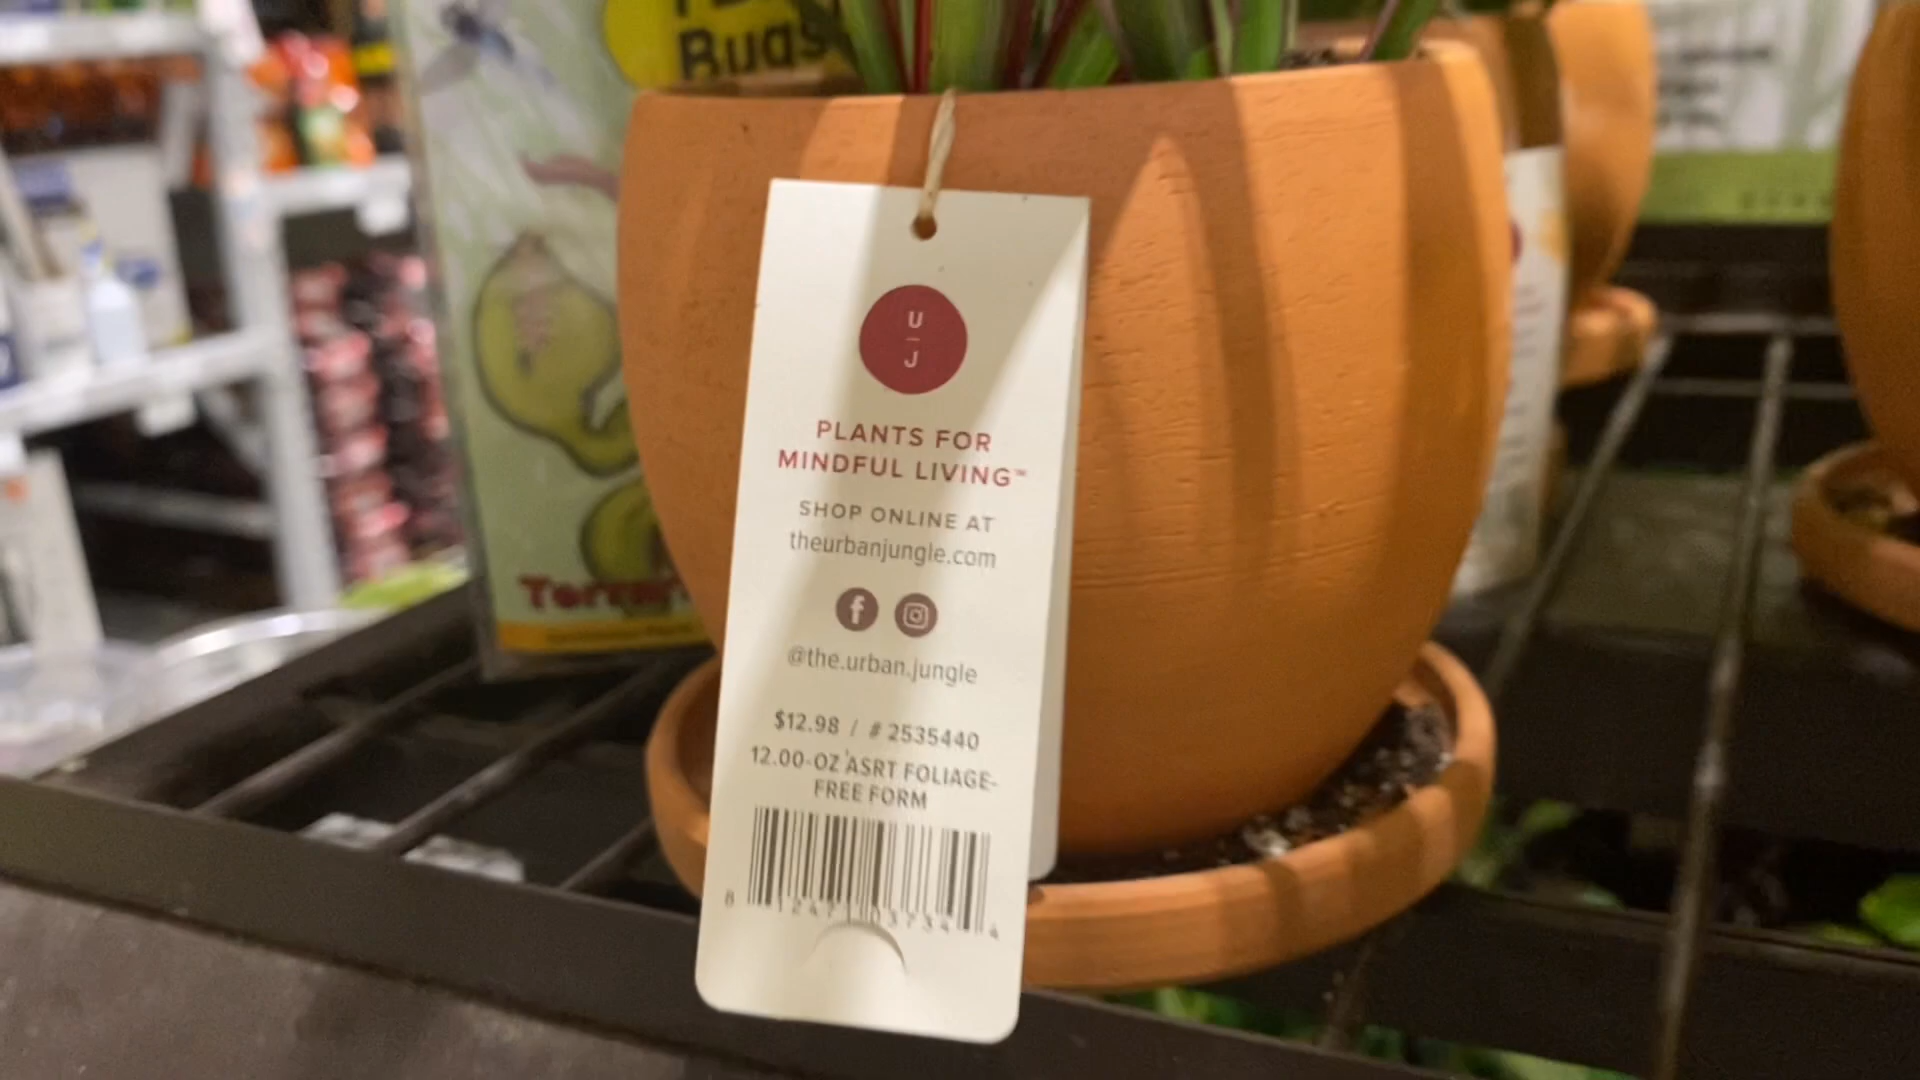 Bugs
U
J
PLANTS FOR
MINDFUL LIVING™
SHOP ONLINE AT
theurbanjungle.com
@the.urban.jungle
$12.98 / # 2535440
12.00-OZ ASRT FOLIAGE-
FREE FORM